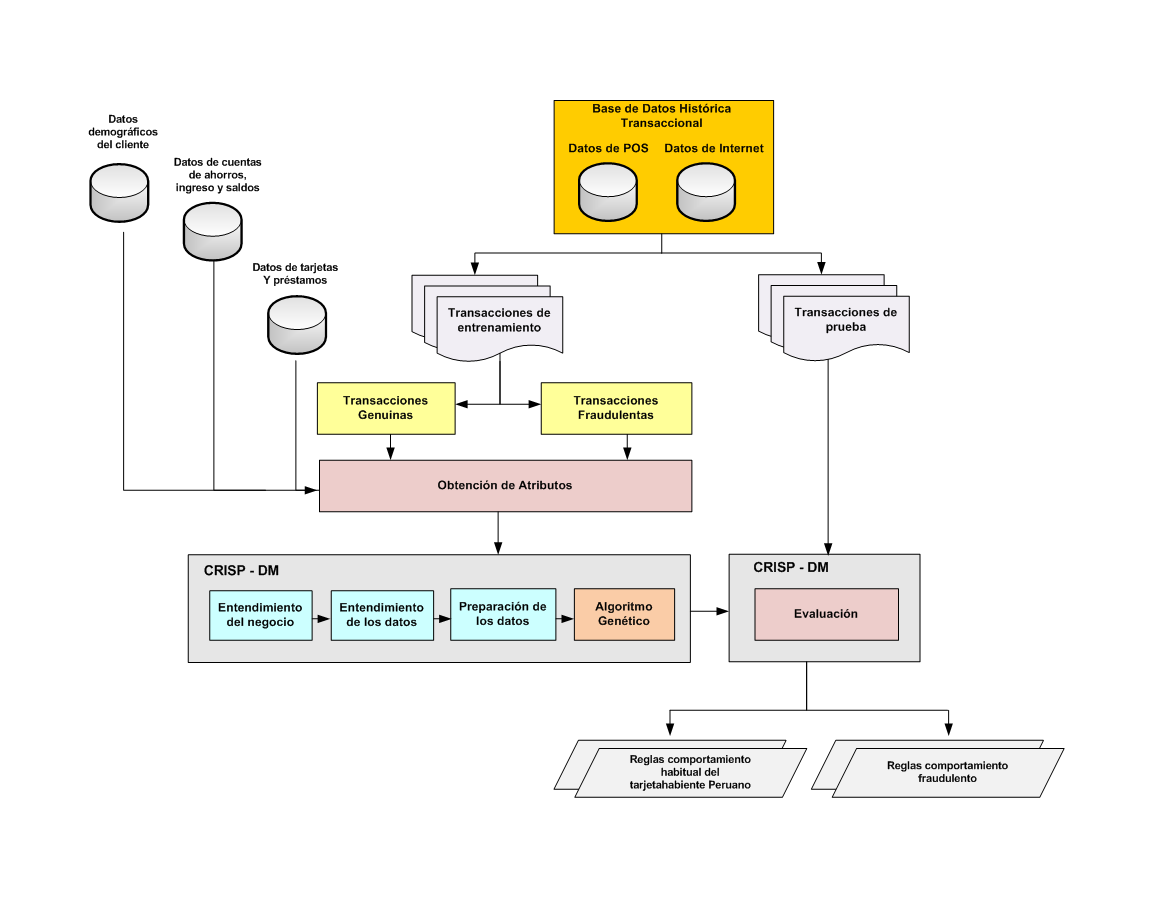 Base de Datos Histórica
Transaccional
Datos de POS
Datos de Internet
Datos
demográficos
del cliente
Datos de cuentas
de ahorros,
ingreso y saldos
Datos de tarjetas
Y préstamos
Transacciones de
entrenamiento
Transacciones de
prueba
Transacciones
Genuinas
Transacciones
Fraudulentas
Obtención de Atributos
CRISP - DM
Entendimiento
del negocio
Entendimiento
de los datos
Preparación de
los datos
Algoritmo
Genético
CRISP - DM
Evaluación
Reglas comportamiento
habitual del
tarjetahabiente Peruano
Reglas comportamiento
fraudulento